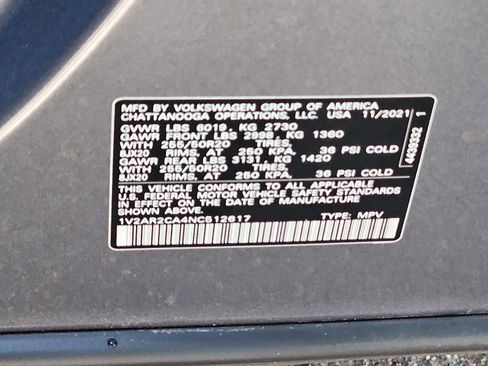 MFD BY VOLKSWAGEN GROUP OF AMERICA
CHATTANOOGA OPERATIONS, LLC. USA 11/2021
GVWR LBS 6019, KG 2730
GAWR FRONT LBS 2998, KG 1360
WITH 255/50R20 TIRES,
8JX20 RIMS, AT 250 KPA. 36 PSI COLD
GAWR REAR LBS 3131, KG 1420
WITH 255/50R20 TIRES,
8JX20 RIMS, AT 250 KPA. 36 PSI COLD
THIS VEHICLE CONFORMS TO ALL APPLICABLE
U.S. FEDERAL MOTOR VEHICLE SAFETY STANDARDS
IN EFFECT ON THE DATE OF MANUFACTURE
SHOWN ABOVE.
1V2AR2CA4NC512617 TYPE: MPV